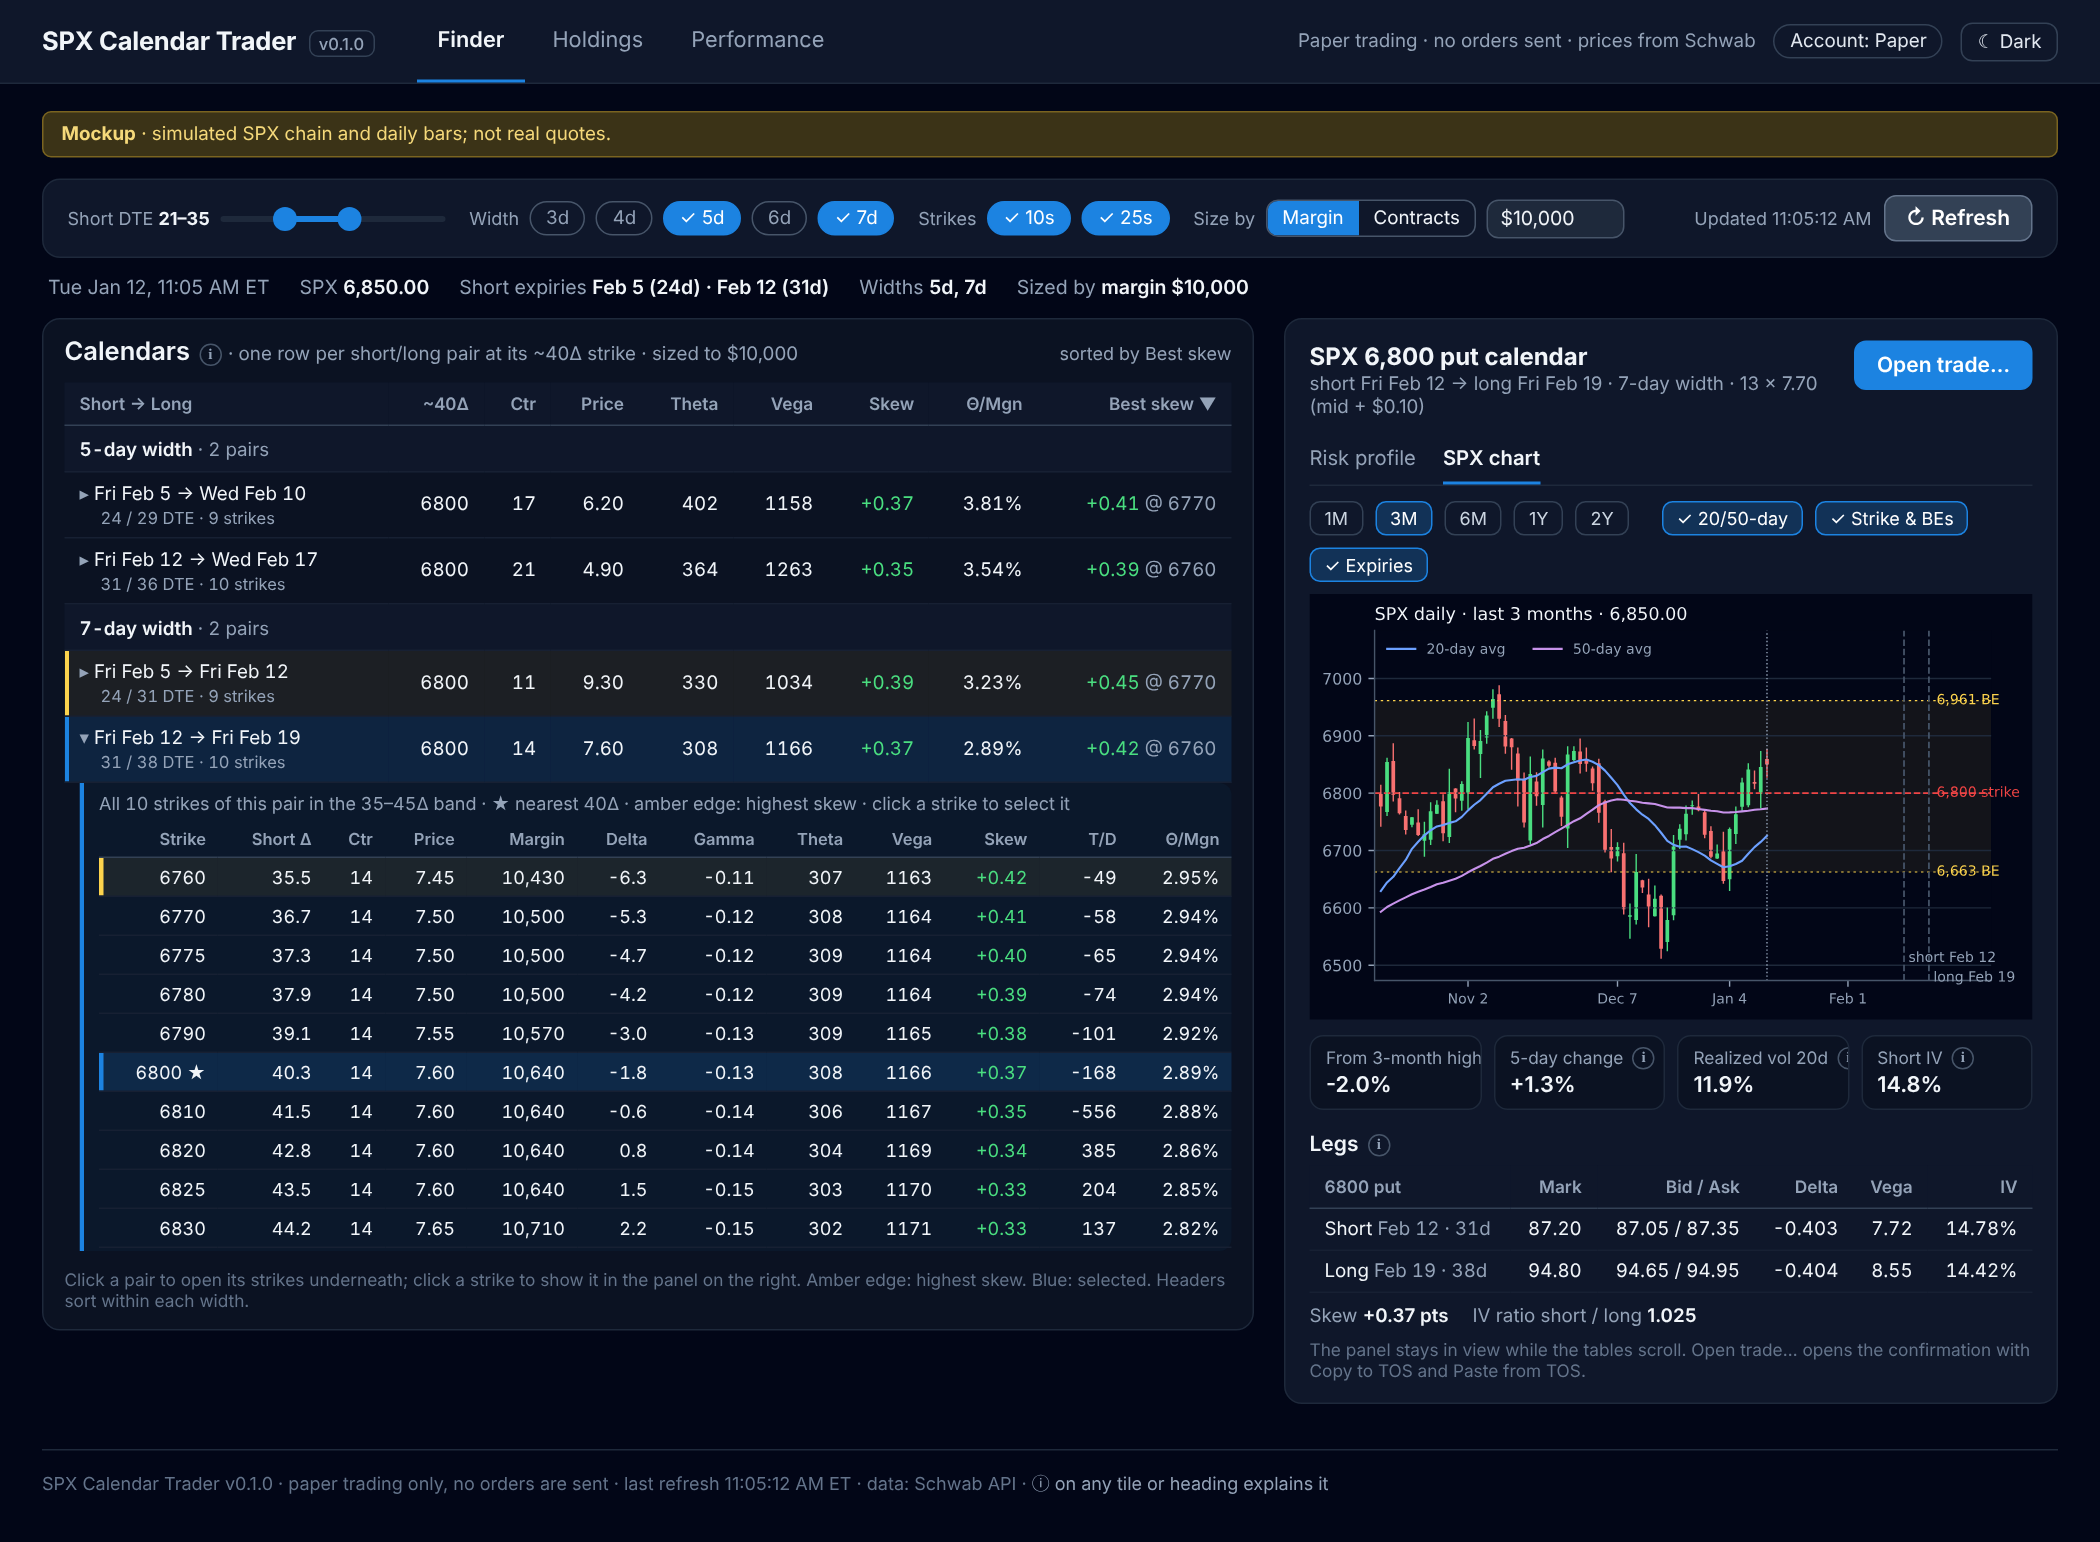 SPX Calendar Trader v0.1.0 Finder Holdings Performance Paper trading · no orders sent · prices from Schwab Account: Paper ☾ Dark
Mockup · simulated SPX chain and daily bars; not real quotes.
Short DTE 21–35 Width 3d 4d ✓ 5d 6d ✓ 7d Strikes ✓ 10s ✓ 25s Size by Margin Contracts $10,000 Updated 11:05:12 AM ↻ Refresh
Tue Jan 12, 11:05 AM ET SPX 6,850.00 Short expiries Feb 5 (24d) · Feb 12 (31d) Widths 5d, 7d Sized by margin $10,000
Calendars ⓘ · one row per short/long pair at its ~40Δ strike · sized to $10,000 sorted by Best skew
Short → Long ~40Δ Ctr Price Theta Vega Skew Θ/Mgn Best skew ▼
5-day width · 2 pairs
▸ Fri Feb 5 → Wed Feb 10 6800 17 6.20 402 1158 +0.37 3.81% +0.41 @ 6770
24 / 29 DTE · 9 strikes
▸ Fri Feb 12 → Wed Feb 17 6800 21 4.90 364 1263 +0.35 3.54% +0.39 @ 6760
31 / 36 DTE · 10 strikes
7-day width · 2 pairs
▸ Fri Feb 5 → Fri Feb 12 6800 11 9.30 330 1034 +0.39 3.23% +0.45 @ 6770
24 / 31 DTE · 9 strikes
▾ Fri Feb 12 → Fri Feb 19 6800 14 7.60 308 1166 +0.37 2.89% +0.42 @ 6760
31 / 38 DTE · 10 strikes
All 10 strikes of this pair in the 35–45Δ band · ★ nearest 40Δ · amber edge: highest skew · click a strike to select it
Strike Short Δ Ctr Price Margin Delta Gamma Theta Vega Skew T/D Θ/Mgn
6760 35.5 14 7.45 10,430 -6.3 -0.11 307 1163 +0.42 -49 2.95%
6770 36.7 14 7.50 10,500 -5.3 -0.12 308 1164 +0.41 -58 2.94%
6775 37.3 14 7.50 10,500 -4.7 -0.12 309 1164 +0.40 -65 2.94%
6780 37.9 14 7.50 10,500 -4.2 -0.12 309 1164 +0.39 -74 2.94%
6790 39.1 14 7.55 10,570 -3.0 -0.13 309 1165 +0.38 -101 2.92%
6800 ★ 40.3 14 7.60 10,640 -1.8 -0.13 308 1166 +0.37 -168 2.89%
6810 41.5 14 7.60 10,640 -0.6 -0.14 306 1167 +0.35 -556 2.88%
6820 42.8 14 7.60 10,640 0.8 -0.14 304 1169 +0.34 385 2.86%
6825 43.5 14 7.60 10,640 1.5 -0.15 303 1170 +0.33 204 2.85%
6830 44.2 14 7.65 10,710 2.2 -0.15 302 1171 +0.33 137 2.82%
Click a pair to open its strikes underneath; click a strike to show it in the panel on the right. Amber edge: highest skew. Blue: selected. Headers
sort within each width.
SPX 6,800 put calendar Open trade...
short Fri Feb 12 → long Fri Feb 19 · 7-day width · 13 × 7.70
(mid + $0.10)
Risk profile SPX chart
1M 3M 6M 1Y 2Y ✓ 20/50-day ✓ Strike & BEs
✓ Expiries
SPX daily · last 3 months · 6,850.00
20-day avg 50-day avg
7000
6,961 BE
6900
6800 6,800 strike
6700
6,663 BE
6600
6500 short Feb 12
long Feb 19
Nov 2 Dec 7 Jan 4 Feb 1
From 3-month high 5-day change ⓘ Realized vol 20d ⓘ Short IV ⓘ
-2.0% +1.3% 11.9% 14.8%
Legs ⓘ
6800 put Mark Bid / Ask Delta Vega IV
Short Feb 12 · 31d 87.20 87.05 / 87.35 -0.403 7.72 14.78%
Long Feb 19 · 38d 94.80 94.65 / 94.95 -0.404 8.55 14.42%
Skew +0.37 pts IV ratio short / long 1.025
The panel stays in view while the tables scroll. Open trade... opens the confirmation with
Copy to TOS and Paste from TOS.
SPX Calendar Trader v0.1.0 · paper trading only, no orders are sent · last refresh 11:05:12 AM ET · data: Schwab API · ⓘ on any tile or heading explains it